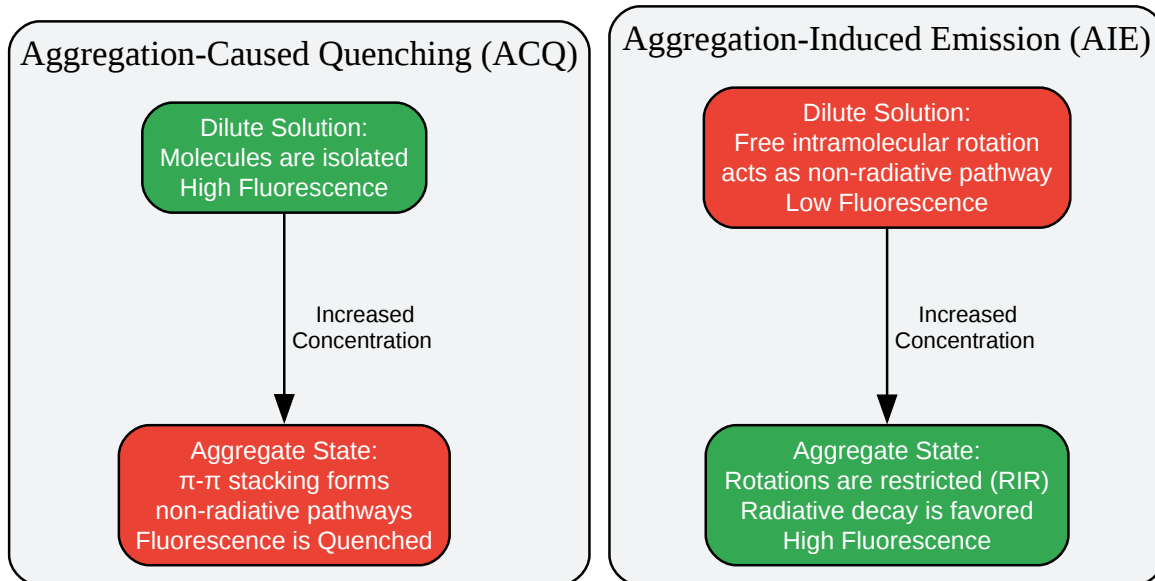 Aggregation-Caused Quenching (ACQ)
Dilute Solution:
Molecules are isolated
High Fluorescence
Increased
Concentration
Aggregate State:
π-π stacking forms
non-radiative pathways
Fluorescence is Quenched
Aggregation-Induced Emission (AIE)
Dilute Solution:
Free intramolecular rotation
acts as non-radiative pathway
Low Fluorescence
Increased
Concentration
Aggregate State:
Rotations are restricted (RIR)
Radiative decay is favored
High Fluorescence